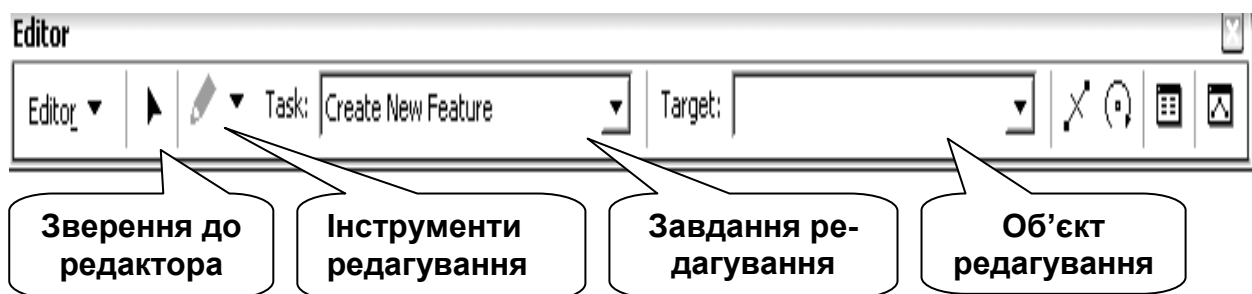 Editor
Editor Task: Create New Feature Target:
Зверення до редактора
Інструменти редагування
Завдання ре-
дагування
Об’єкт
редагування